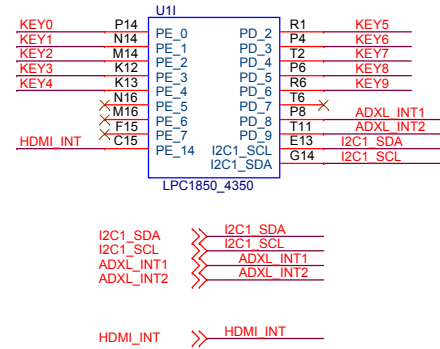 U1I
KEY0 P14 PE_0 PD_2 R1 KEY5
KEY1 N14 PE_1 PD_3 P4 KEY6
KEY2 M14 PE_2 PD_4 T2 KEY7
KEY3 K12 PE_3 PD_5 P6 KEY8
KEY4 K13 PE_4 PD_6 R6 KEY9
N16 PE_5 PD_7 T6
M16 PE_6 PD_8 P8 ADXL_INT1
F15 PE_7 PD_9 T11 ADXL_INT2
HDMI_INT C15 PE_14 I2C1_SCL E13 I2C1_SDA
I2C1_SDA G14 I2C1_SCL
LPC1850_4350
I2C1_SDA I2C1_SDA
I2C1_SCL I2C1_SCL
ADXL_INT1 ADXL_INT1
ADXL_INT2 ADXL_INT2
HDMI_INT HDMI_INT